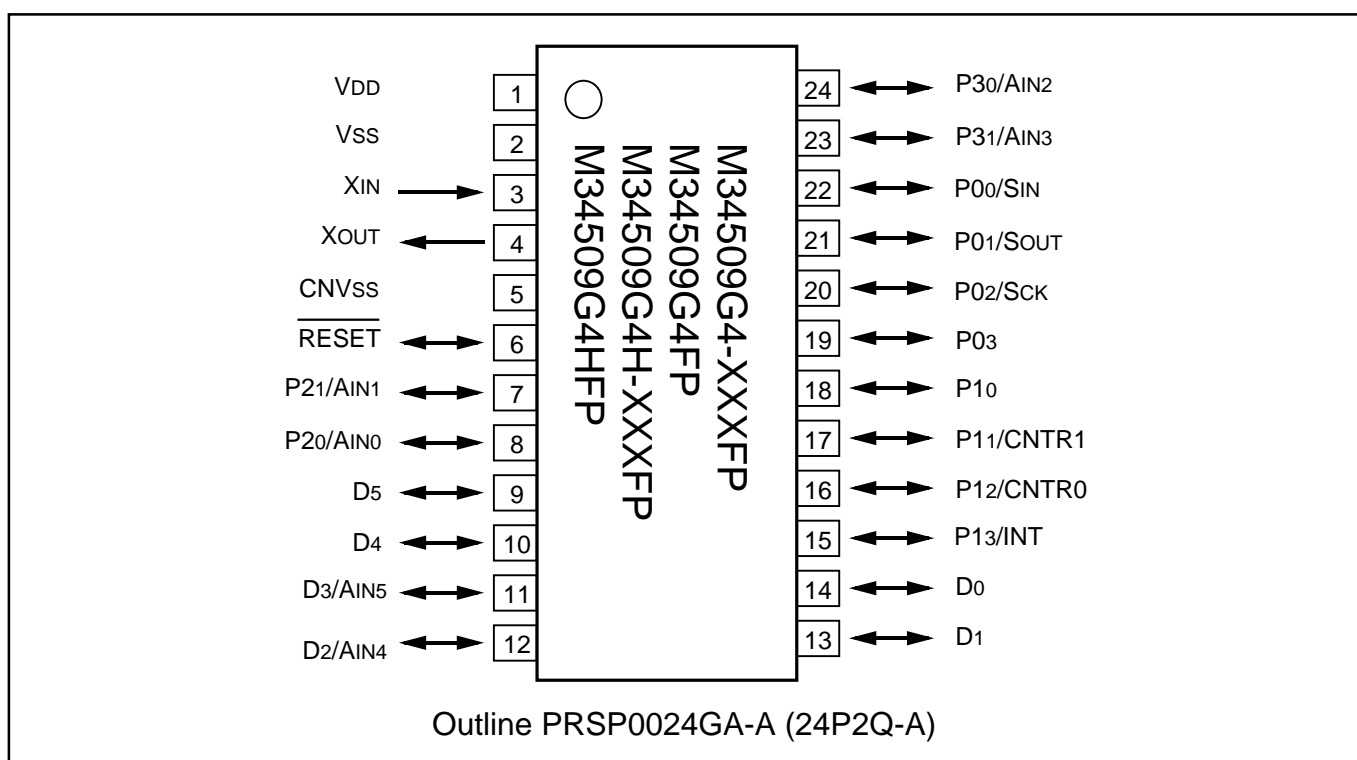 VDD 1
VSS 2
XIN 3
XOUT 4
CNVSS 5
RESET 6
P21/AIN1 7
P20/AIN0 8
D5 9
D4 10
D3/AIN5 11
D2/AIN4 12
M34509G4HFP
M34509G4H-XXXFP
M34509G4FP
M34509G4-XXXFP
24 P30/AIN2
23 P31/AIN3
22 P00/SIN
21 P01/SOUT
20 P02/SCK
19 P03
18 P10
17 P11/CNTR1
16 P12/CNTR0
15 P13/INT
14 D0
13 D1
Outline PRSP0024GA-A (24P2Q-A)